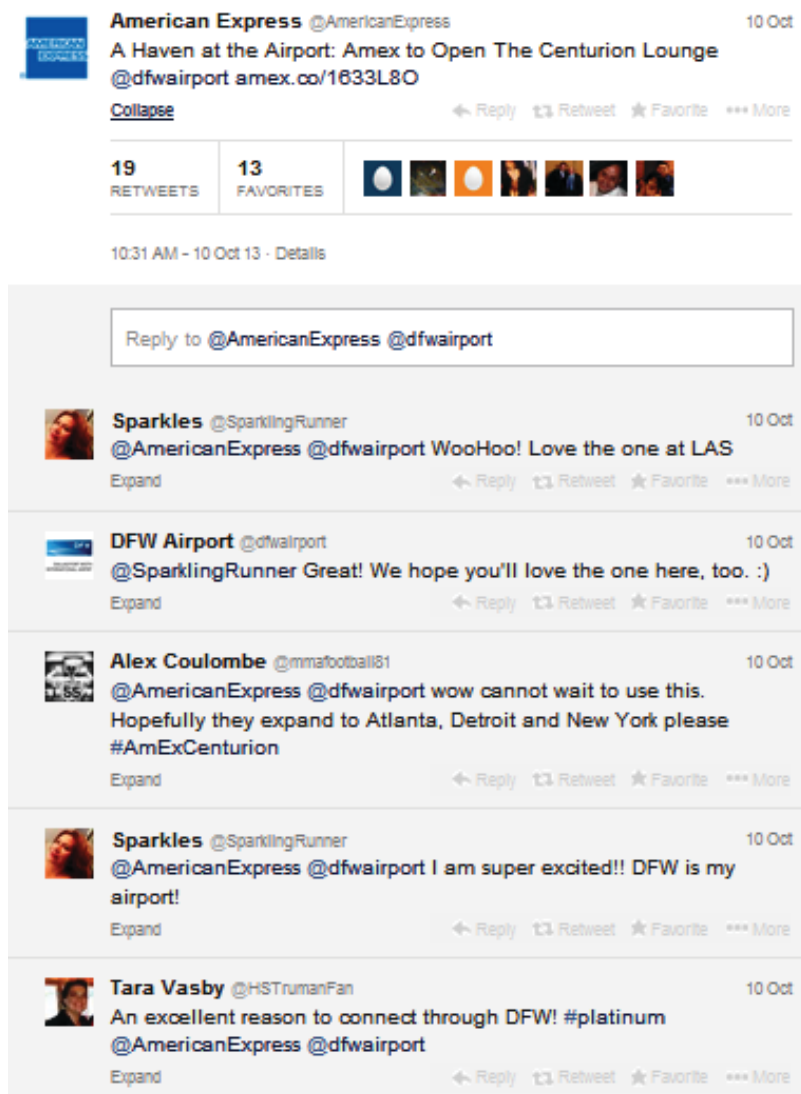 American Express @AmericanExpress 10 Oct
A Haven at the Airport: Amex to Open The Centurion Lounge
@dfwairport amex.co/1633L8O
Collapse Reply Retweet Favorite More
AMERICAN
EXPRESS
19 13
RETWEETS FAVORITES
10:31 AM - 10 Oct 13 · Details
Reply to @AmericanExpress @dfwairport
Sparkles @SparklingRunner 10 Oct
@AmericanExpress @dfwairport WooHoo! Love the one at LAS
Expand Reply Retweet Favorite More
DFW Airport @dfwairport 10 Oct
@SparklingRunner Great! We hope you'll love the one here, too. :)
Expand Reply Retweet Favorite More
Alex Coulombe @mmafootball81 10 Oct
@AmericanExpress @dfwairport wow cannot wait to use this.
Hopefully they expand to Atlanta, Detroit and New York please
#AmExCenturion
Expand Reply Retweet Favorite More
Sparkles @SparklingRunner 10 Oct
@AmericanExpress @dfwairport I am super excited!! DFW is my
airport!
Expand Reply Retweet Favorite More
Tara Vasby @HSTrumanFan 10 Oct
An excellent reason to connect through DFW! #platinum
@AmericanExpress @dfwairport
Expand Reply Retweet Favorite More